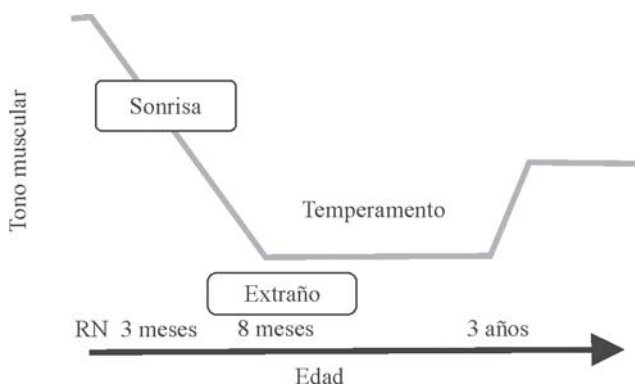 Tono muscular
Sonrisa
Temperamento
Extraño
RN 3 meses 8 meses 3 años
Edad